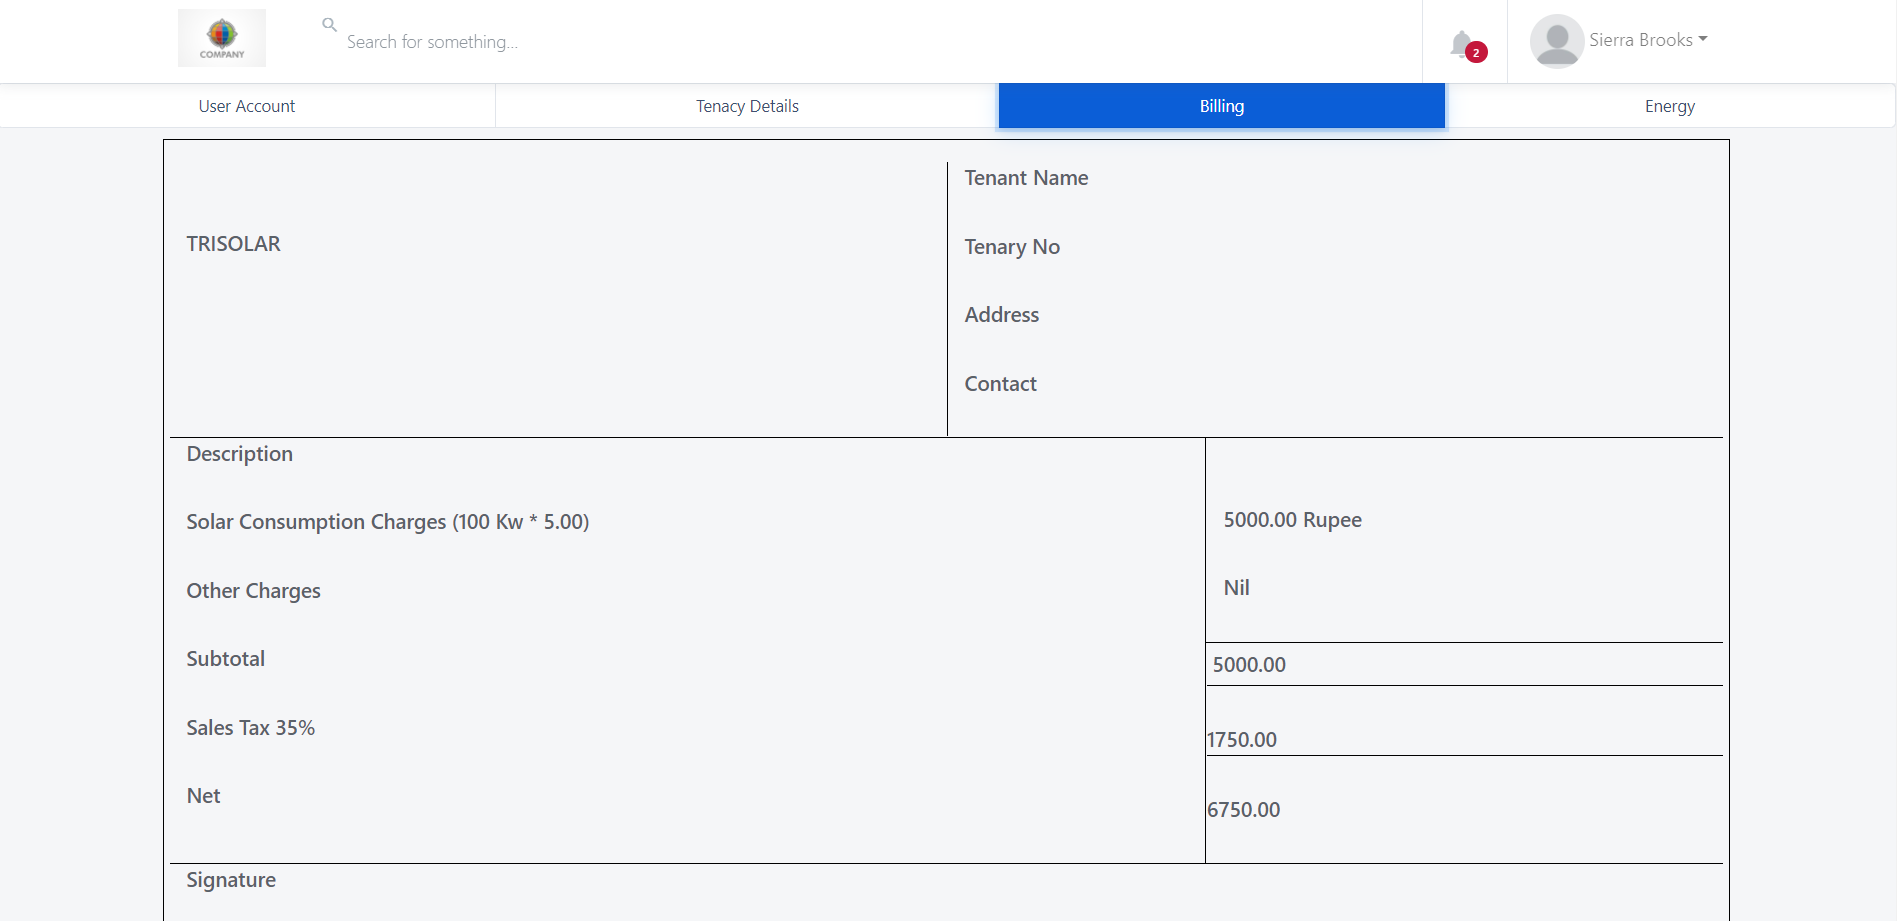 COMPANY
Search for something...
2
Sierra Brooks
User Account
Tenacy Details
Billing
Energy
TRISOLAR
Tenant Name
Tenary No
Address
Contact
Description
Solar Consumption Charges (100 Kw * 5.00)
5000.00 Rupee
Other Charges
Nil
Subtotal
5000.00
Sales Tax 35%
1750.00
Net
6750.00
Signature